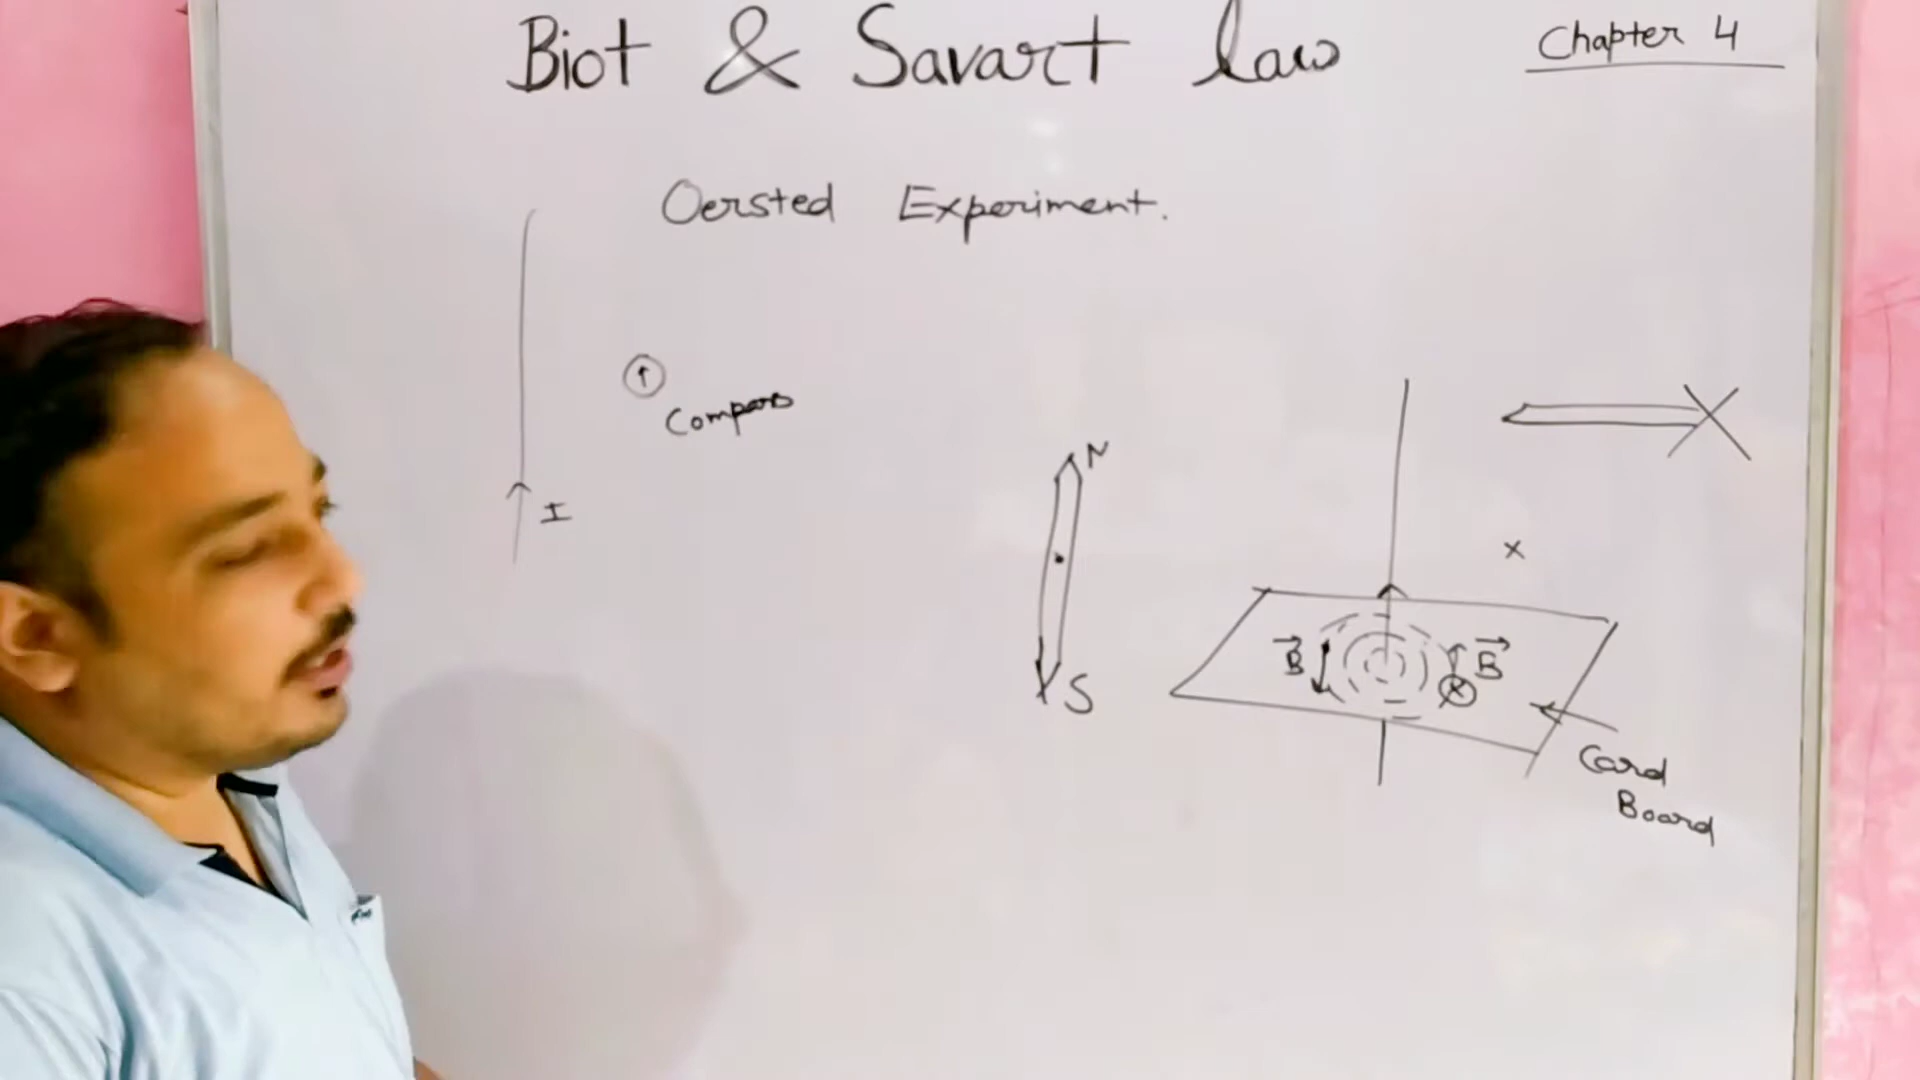 Biot & Savart law
Chapter 4
Oersted Experiment.
↑
Compass
I
N
S
x
B⃗
B⃗
⊗
Card
Board